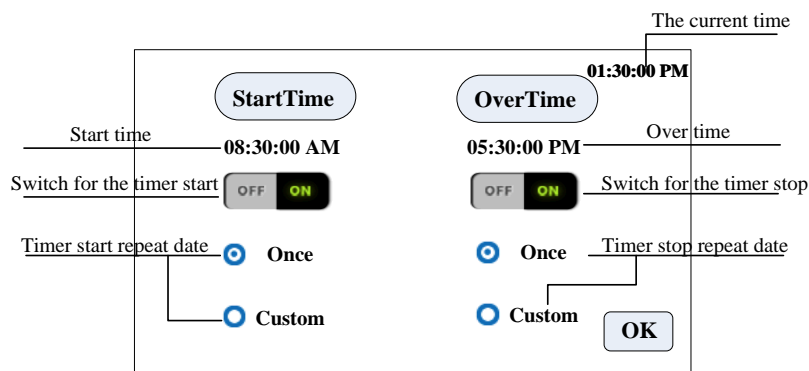 The current time
01:30:00 PM
StartTime
OverTime
Start time
08:30:00 AM
05:30:00 PM
Over time
Switch for the timer start
OFF ON
OFF ON
Switch for the timer stop
Timer start repeat date
Once
Once
Timer stop repeat date
Custom
Custom
OK